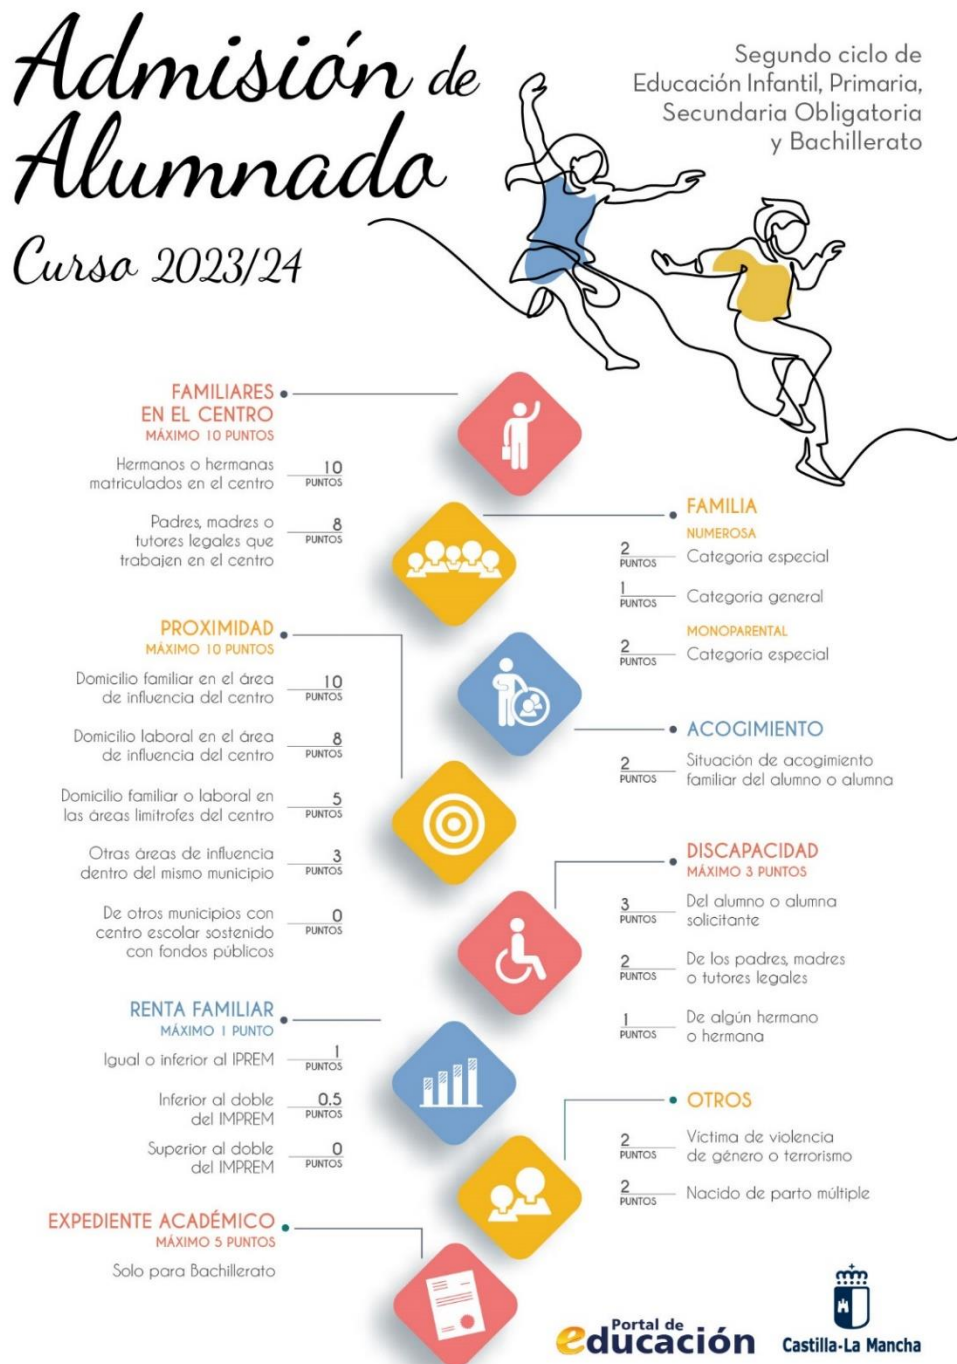 Admisión de
Alumnado
Curso 2023/24
Segundo ciclo de
Educación Infantil, Primaria,
Secundaria Obligatoria
y Bachillerato
FAMILIARES
EN EL CENTRO
MÁXIMO 10 PUNTOS
Hermanos o hermanas
matriculados en el centro
10
PUNTOS
Padres, madres o
tutores legales que
trabajen en el centro
8
PUNTOS
FAMILIA
NUMEROSA
2
PUNTOS
Categoría especial
1
PUNTOS
Categoría general
MONOPARENTAL
2
PUNTOS
Categoría especial
PROXIMIDAD
MÁXIMO 10 PUNTOS
Domicilio familiar en el área
de influencia del centro
10
PUNTOS
Domicilio laboral en el área
de influencia del centro
8
PUNTOS
Domicilio familiar o laboral en
las áreas limítrofes del centro
5
PUNTOS
Otras áreas de influencia
dentro del mismo municipio
3
PUNTOS
De otros municipios con
centro escolar sostenido
con fondos públicos
0
PUNTOS
ACOGIMIENTO
2
PUNTOS
Situación de acogimiento
familiar del alumno o alumna
DISCAPACIDAD
MÁXIMO 3 PUNTOS
3
PUNTOS
Del alumno o alumna
solicitante
2
PUNTOS
De los padres, madres
o tutores legales
1
PUNTOS
De algún hermano
o hermana
RENTA FAMILIAR
MÁXIMO 1 PUNTO
Igual o inferior al IPREM
1
PUNTOS
Inferior al doble
del IMPREM
0.5
PUNTOS
Superior al doble
del IMPREM
0
PUNTOS
OTROS
2
PUNTOS
Víctima de violencia
de género o terrorismo
2
PUNTOS
Nacido de parto múltiple
EXPEDIENTE ACADÉMICO
MÁXIMO 5 PUNTOS
Solo para Bachillerato
Portal de
educación
Castilla-La Mancha